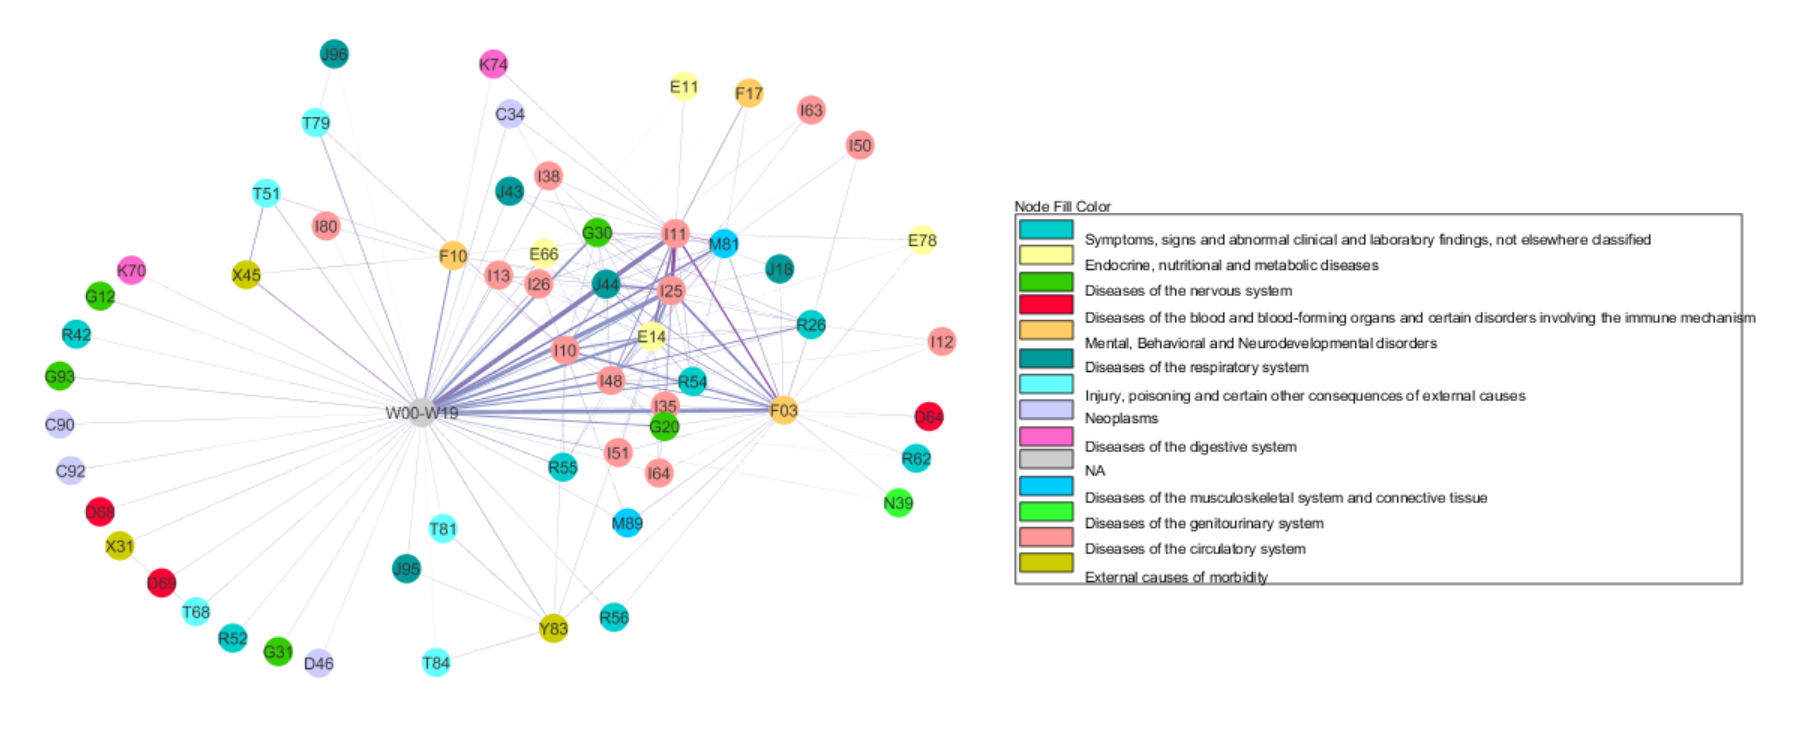 J96
K74
E11
F17
C34
I63
T79
I50
I38
J43
T51
I80
G30
I11
M81
E78
E66
F10
K70
X45
I13
I26
J44
I25
J18
G12
R42
E14
R26
I10
I12
G93
I48
R54
W00-W19
I35
F03
D64
C90
G20
I51
R62
C92
R55
I64
N39
D68
T81
M89
X31
J95
D69
T68
R56
R52
Y83
G31
D46
T84
Node Fill Color
Symptoms, signs and abnormal clinical and laboratory findings, not elsewhere classified
Endocrine, nutritional and metabolic diseases
Diseases of the nervous system
Diseases of the blood and blood-forming organs and certain disorders involving the immune mechanism
Mental, Behavioral and Neurodevelopmental disorders
Diseases of the respiratory system
Injury, poisoning and certain other consequences of external causes
Neoplasms
Diseases of the digestive system
NA
Diseases of the musculoskeletal system and connective tissue
Diseases of the genitourinary system
Diseases of the circulatory system
External causes of morbidity